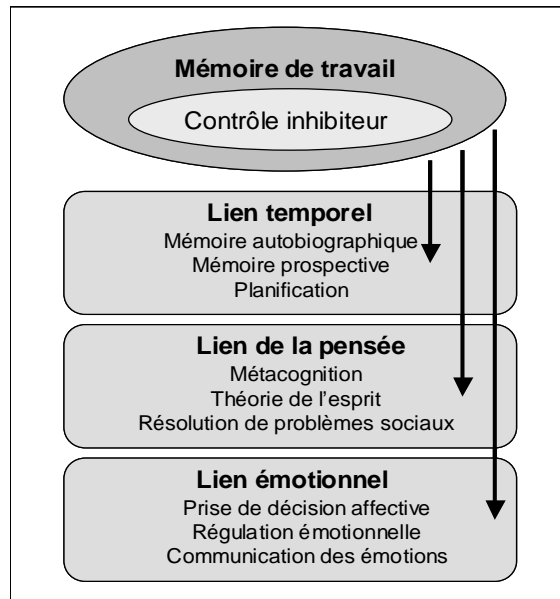 Mémoire de travail
Contrôle inhibiteur
Lien temporel
Mémoire autobiographique
Mémoire prospective
Planification
Lien de la pensée
Métacognition
Théorie de l'esprit
Résolution de problèmes sociaux
Lien émotionnel
Prise de décision affective
Régulation émotionnelle
Communication des émotions